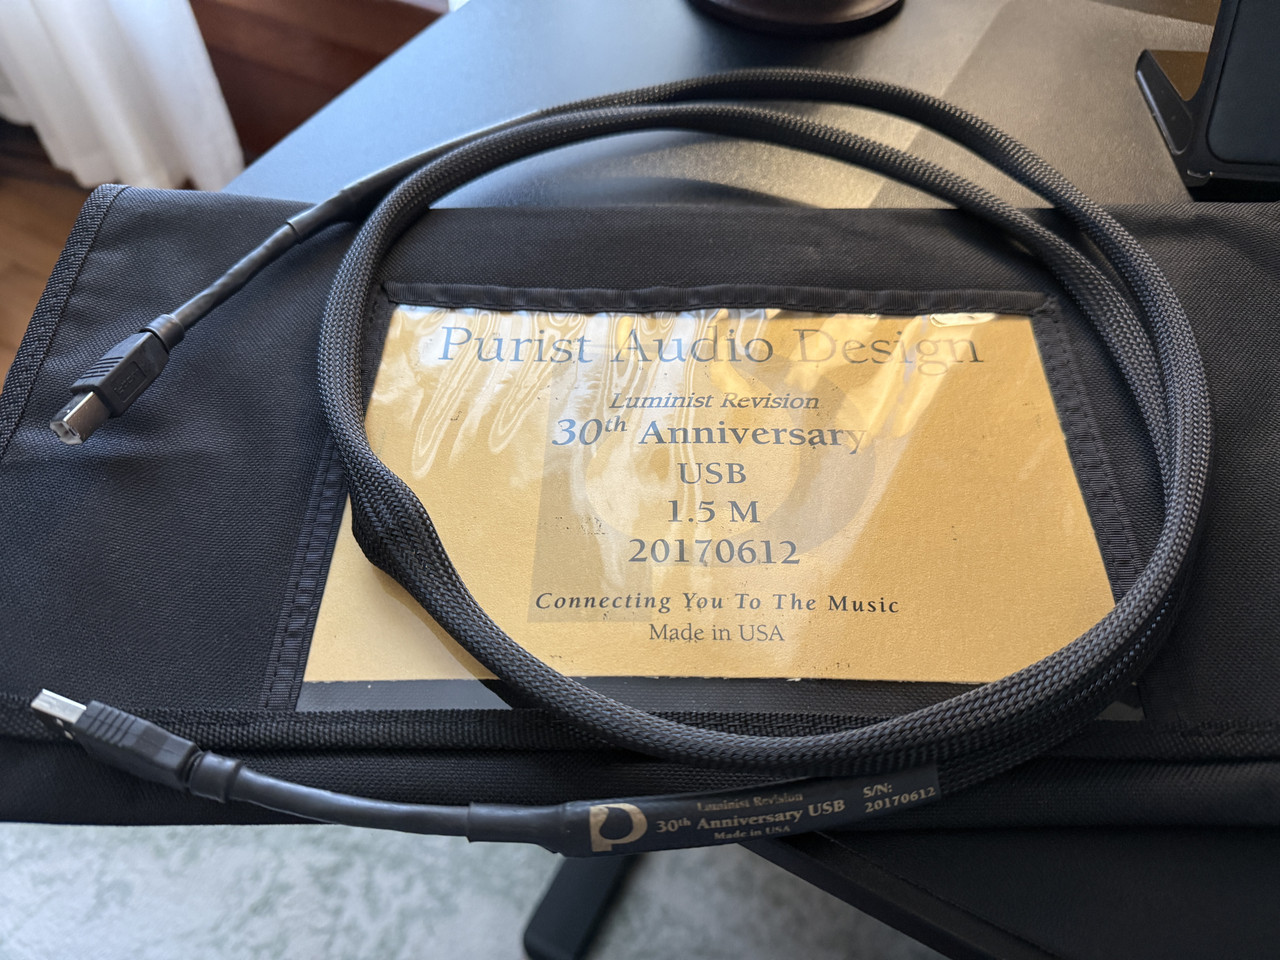 Purist Audio Design
Luminist Revision
30th Anniversary
USB
1.5 M
20170612
Connecting You To The Music
Made in USA
Luminist Revision
30th Anniversary USB
Made in USA
S/N:
20170612